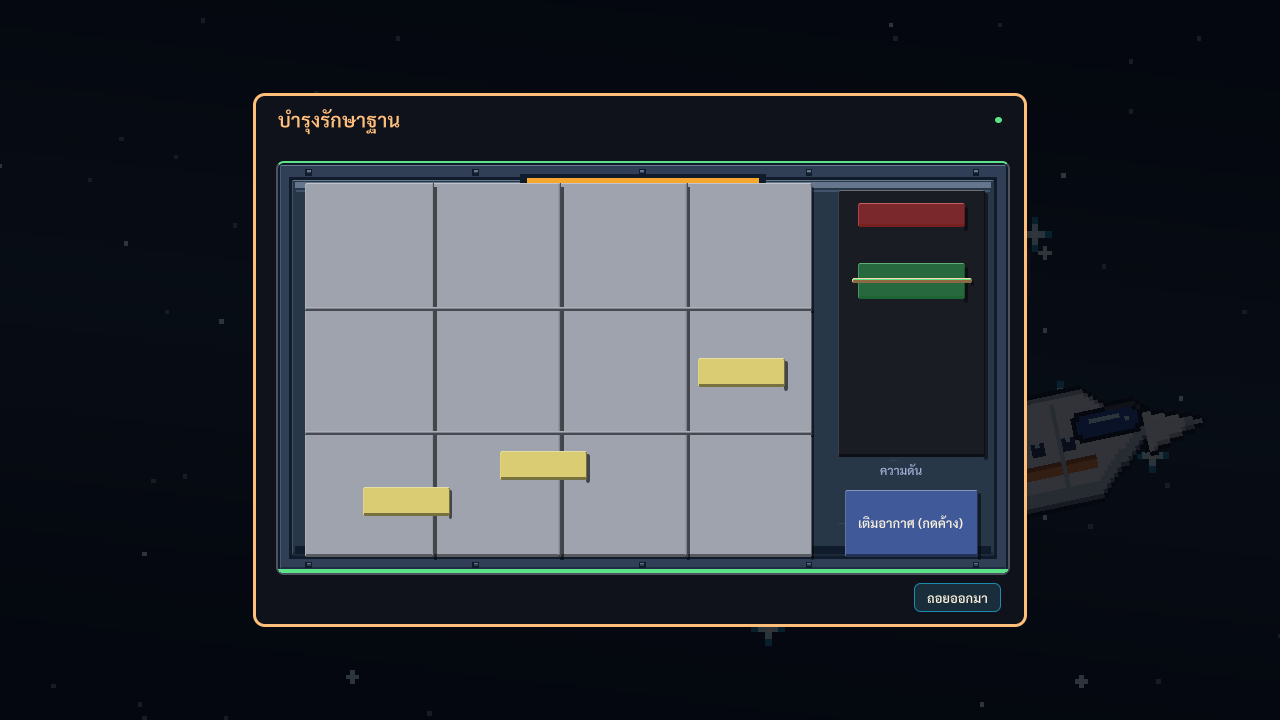 บำรุงรักษาฐาน
ความดัน
เติมอากาศ (กดค้าง)
ถอยออกมา